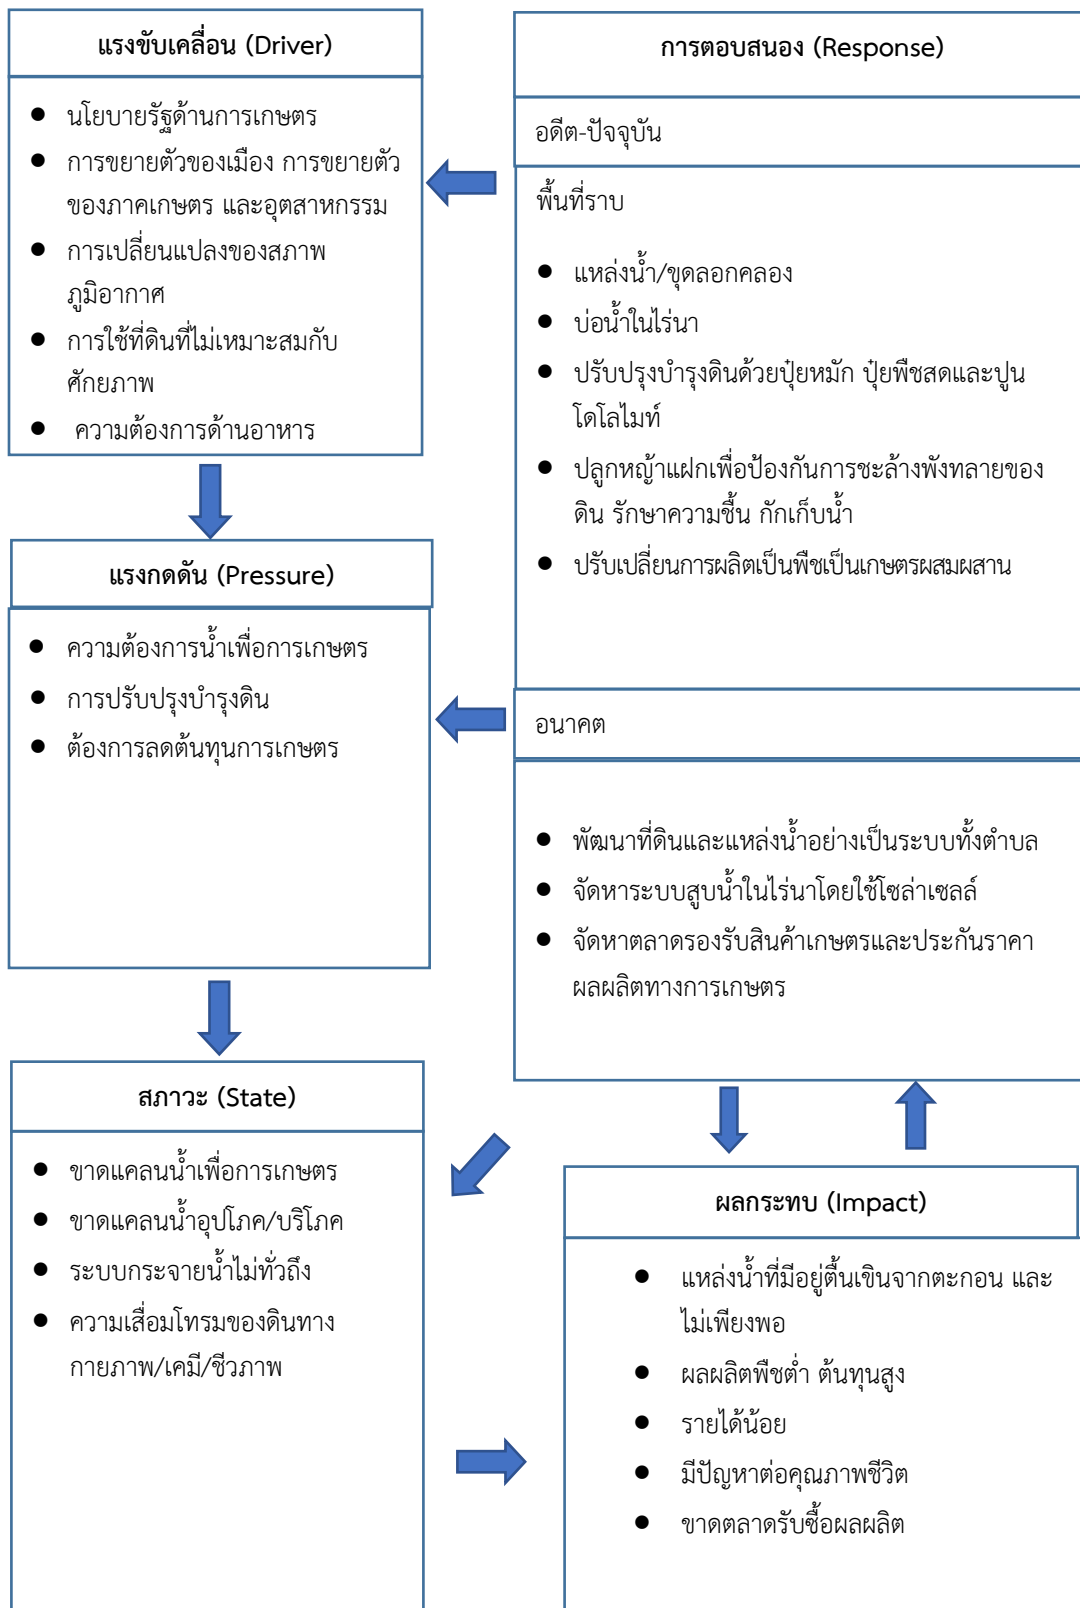 แรงขับเคลื่อน (Driver)
● นโยบายรัฐด้านการเกษตร
● การขยายตัวของเมือง การขยายตัว
ของภาคเกษตร และอุตสาหกรรม
● การเปลี่ยนแปลงของสภาพ
ภูมิอากาศ
● การใช้ที่ดินที่ไม่เหมาะสมกับ
ศักยภาพ
● ความต้องการด้านอาหาร
แรงกดดัน (Pressure)
● ความต้องการน้ำเพื่อการเกษตร
● การปรับปรุงบำรุงดิน
● ต้องการลดต้นทุนการเกษตร
สภาวะ (State)
● ขาดแคลนน้ำเพื่อการเกษตร
● ขาดแคลนน้ำอุปโภค/บริโภค
● ระบบกระจายน้ำไม่ทั่วถึง
● ความเสื่อมโทรมของดินทาง
กายภาพ/เคมี/ชีวภาพ
การตอบสนอง (Response)
อดีต-ปัจจุบัน
พื้นที่ราบ
● แหล่งน้ำ/ขุดลอกคลอง
● บ่อน้ำในไร่นา
● ปรับปรุงบำรุงดินด้วยปุ๋ยหมัก ปุ๋ยพืชสดและปูน
โดโลไมท์
● ปลูกหญ้าแฝกเพื่อป้องกันการชะล้างพังทลายของ
ดิน รักษาความชื้น กักเก็บน้ำ
● ปรับเปลี่ยนการผลิตเป็นพืชเป็นเกษตรผสมผสาน
อนาคต
● พัฒนาที่ดินและแหล่งน้ำอย่างเป็นระบบทั้งตำบล
● จัดหาระบบสูบน้ำในไร่นาโดยใช้โซล่าเซลล์
● จัดหาตลาดรองรับสินค้าเกษตรและประกันราคา
ผลผลิตทางการเกษตร
ผลกระทบ (Impact)
● แหล่งน้ำที่มีอยู่ตื้นเขินจากตะกอน และ
ไม่เพียงพอ
● ผลผลิตพืชต่ำ ต้นทุนสูง
● รายได้น้อย
● มีปัญหาต่อคุณภาพชีวิต
● ขาดตลาดรับซื้อผลผลิต